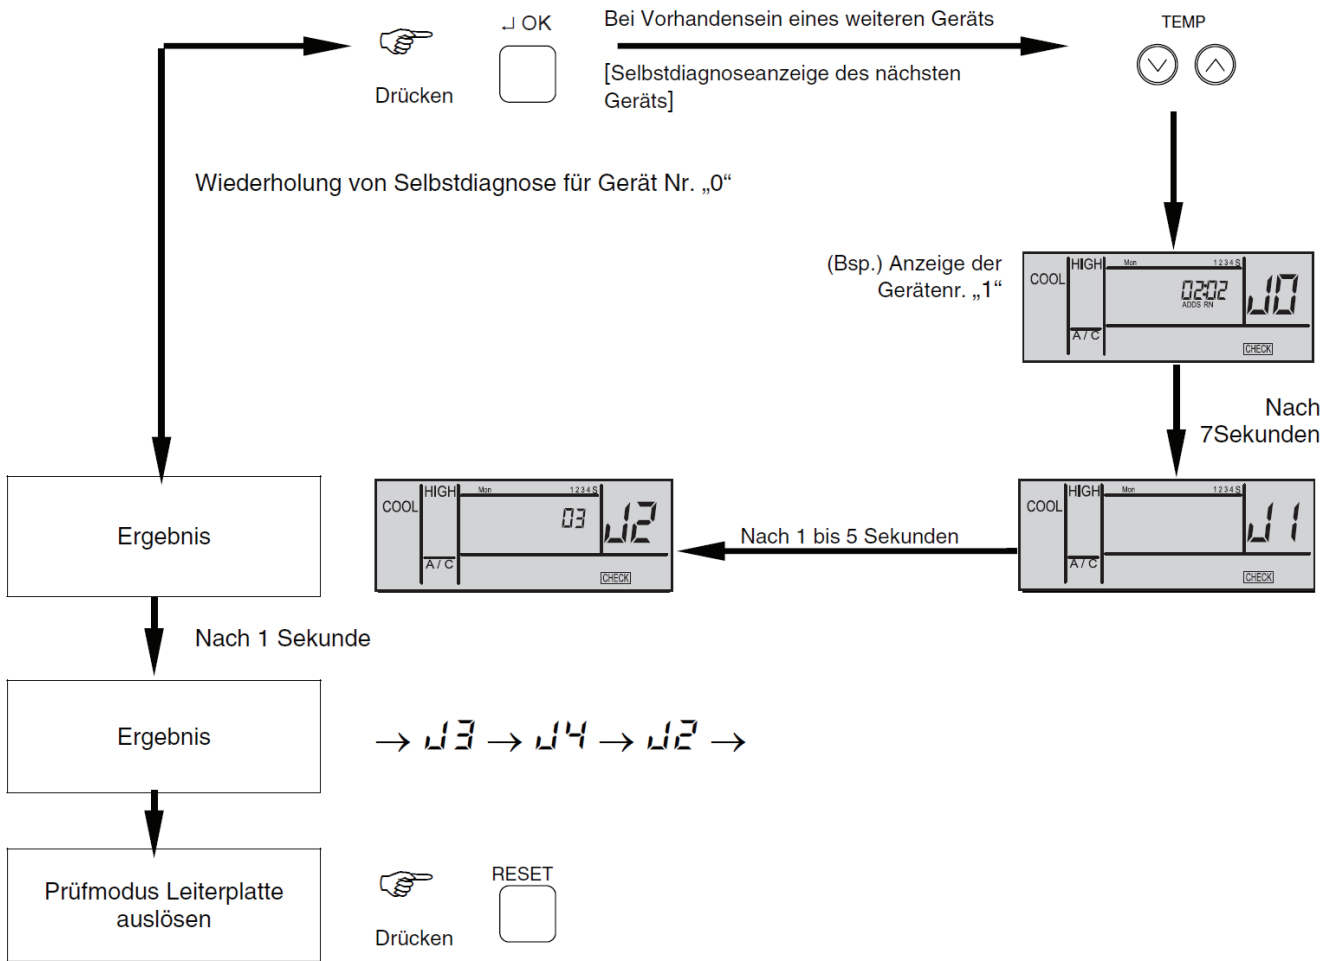 ↵ OK
Bei Vorhandensein eines weiteren Geräts
TEMP
[Selbstdiagnoseanzeige des nächsten
Geräts]
Drücken
Wiederholung von Selbstdiagnose für Gerät Nr. „0“
(Bsp.) Anzeige der
Gerätenr. „1“
COOL
HIGH
Mon
1 2 3 4 S
02:02
ADDS RN
J0
A / C
CHECK
Nach
7Sekunden
Ergebnis
COOL
HIGH
Mon
1 2 3 4 S
03
J2
A / C
CHECK
Nach 1 bis 5 Sekunden
COOL
HIGH
Mon
1 2 3 4 S
J1
A / C
CHECK
Nach 1 Sekunde
Ergebnis
→ J3 → J4 → J2 →
Prüfmodus Leiterplatte
auslösen
RESET
Drücken